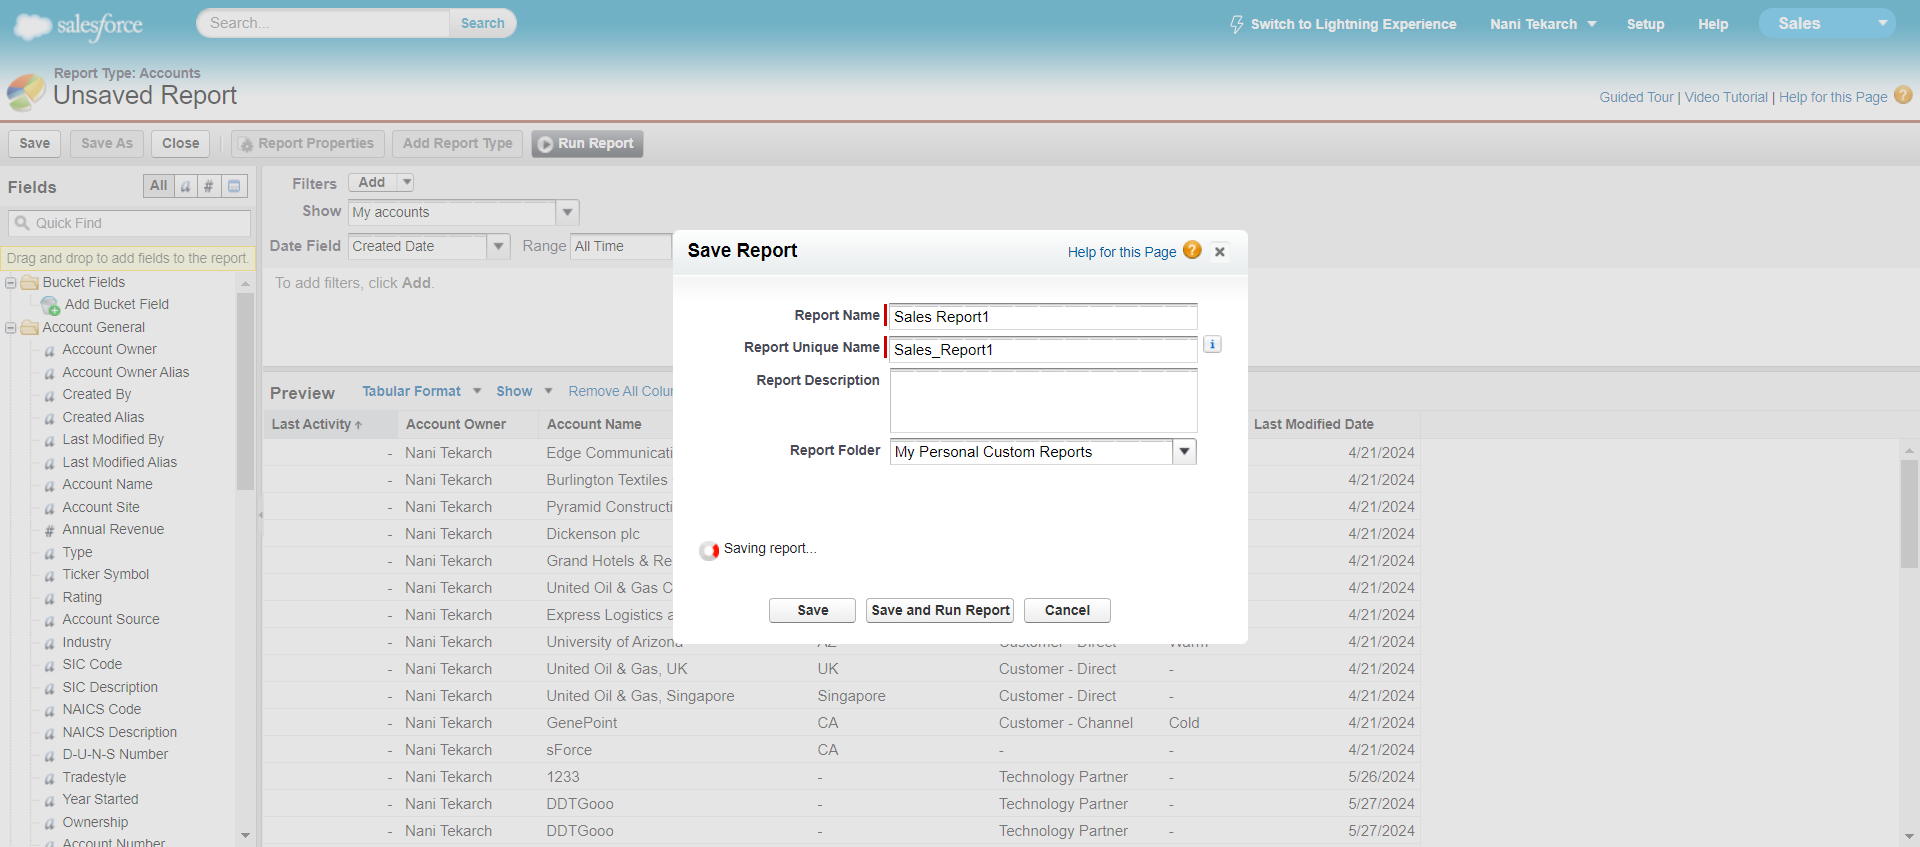 salesforce
Search...
Search
Switch to Lightning Experience
Nani Tekarch
Setup
Help
Sales
Report Type: Accounts
Unsaved Report
Guided Tour | Video Tutorial | Help for this Page
Save
Save As
Close
Report Properties
Add Report Type
Run Report
Fields
All
a
#
Quick Find
Drag and drop to add fields to the report.
Bucket Fields
Add Bucket Field
Account General
a Account Owner
a Account Owner Alias
a Created By
a Created Alias
a Last Modified By
a Last Modified Alias
a Account Name
a Account Site
# Annual Revenue
a Type
a Ticker Symbol
a Rating
a Account Source
a Industry
a SIC Code
a SIC Description
a NAICS Code
a NAICS Description
a D-U-N-S Number
a Tradestyle
a Year Started
a Ownership
a Account Number
Filters Add
Show My accounts
Date Field Created Date Range All Time
To add filters, click Add.
Preview Tabular Format Show Remove All Colu
Last Activity Account Owner Account Name Last Modified Date
- Nani Tekarch Edge Communicati 4/21/2024
- Nani Tekarch Burlington Textiles 4/21/2024
- Nani Tekarch Pyramid Constructi 4/21/2024
- Nani Tekarch Dickenson plc 4/21/2024
- Nani Tekarch Grand Hotels & Re 4/21/2024
- Nani Tekarch United Oil & Gas C 4/21/2024
- Nani Tekarch Express Logistics a 4/21/2024
- Nani Tekarch University of Arizona AZ Customer - Direct Warm 4/21/2024
- Nani Tekarch United Oil & Gas, UK UK Customer - Direct - 4/21/2024
- Nani Tekarch United Oil & Gas, Singapore Singapore Customer - Direct - 4/21/2024
- Nani Tekarch GenePoint CA Customer - Channel Cold 4/21/2024
- Nani Tekarch sForce CA - - 4/21/2024
- Nani Tekarch 1233 - Technology Partner - 5/26/2024
- Nani Tekarch DDTGooo - Technology Partner - 5/27/2024
- Nani Tekarch DDTGooo - Technology Partner - 5/27/2024
Save Report
Help for this Page ?
Report Name Sales Report1
Report Unique Name Sales_Report1
Report Description
Report Folder My Personal Custom Reports
Saving report...
Save
Save and Run Report
Cancel